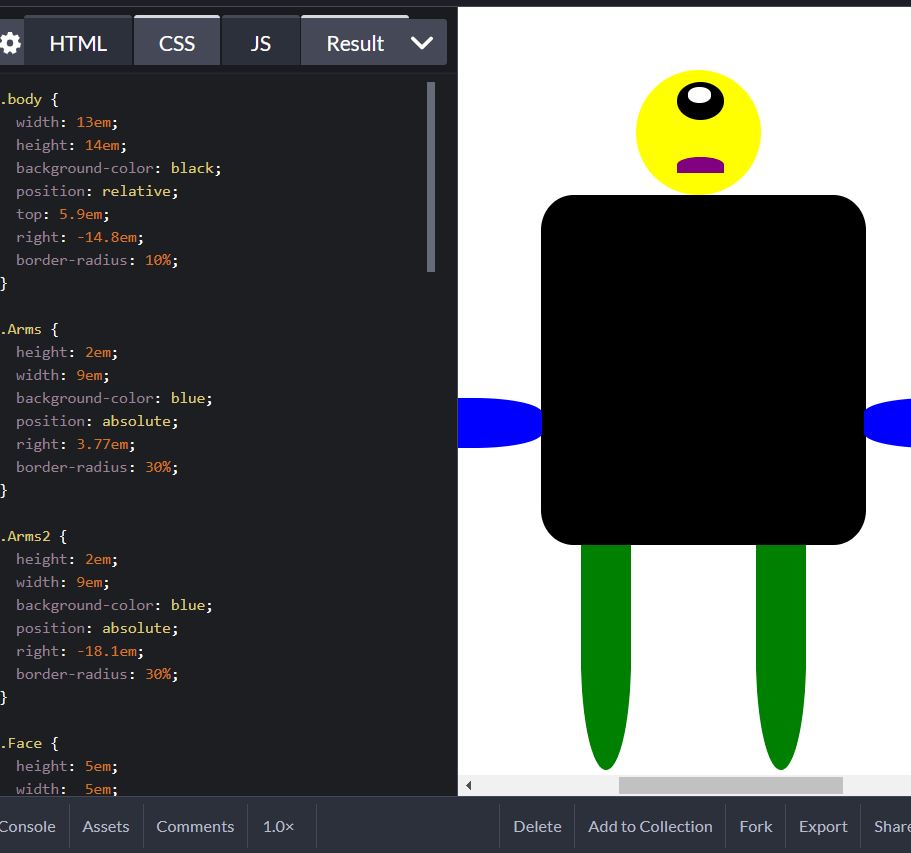 HTML CSS JS Result
.body {
width: 13em;
height: 14em;
background-color: black;
position: relative;
top: 5.9em;
right: -14.8em;
border-radius: 10%;
}
.Arms {
height: 2em;
width: 9em;
background-color: blue;
position: absolute;
right: 3.77em;
border-radius: 30%;
}
.Arms2 {
height: 2em;
width: 9em;
background-color: blue;
position: absolute;
right: -18.1em;
border-radius: 30%;
}
.Face {
height: 5em;
width: 5em;
Console Assets Comments 1.0× Delete Add to Collection Fork Export Share